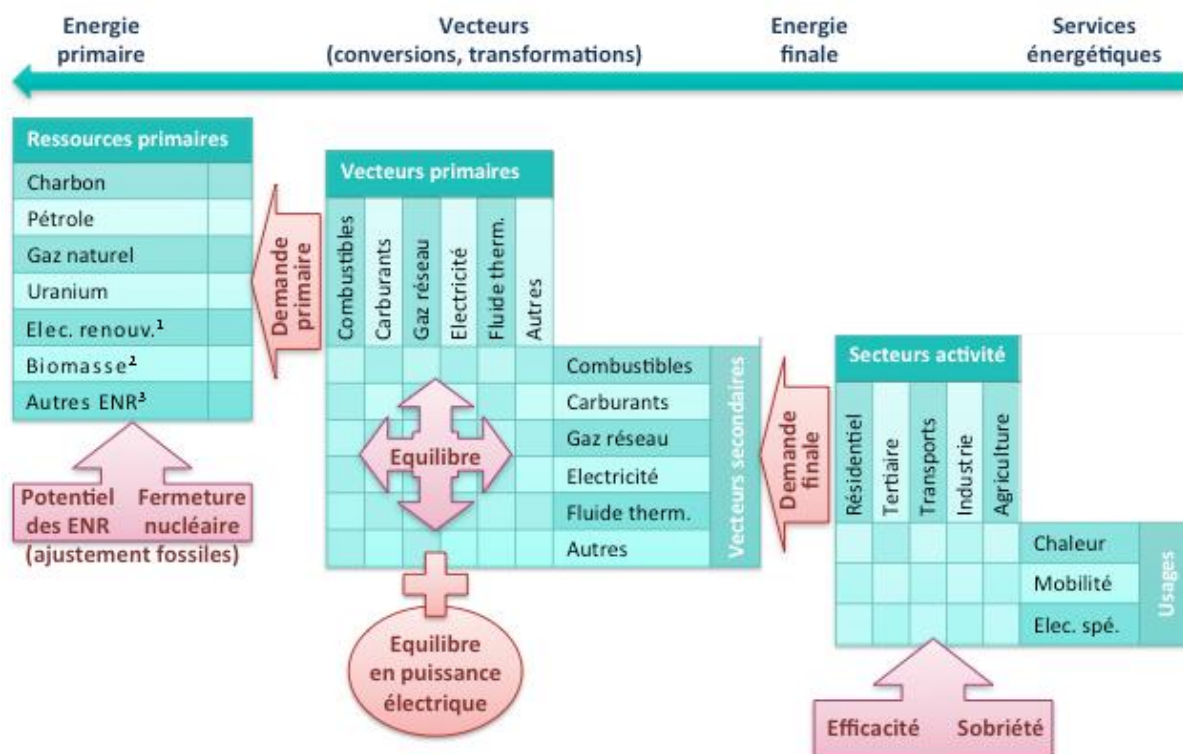 Energie
primaire
Vecteurs
(conversions, transformations)
Energie
finale
Services
énergétiques
Ressources primaires
Charbon
Pétrole
Gaz naturel
Uranium
Elec. renouv.¹
Biomasse²
Autres ENR³
Potentiel
des ENR
Fermeture
nucléaire
(ajustement fossiles)
Demande
primaire
Vecteurs primaires
Combustibles
Carburants
Gaz réseau
Electricité
Fluide therm.
Autres
Equilibre
Combustibles
Carburants
Gaz réseau
Electricité
Fluide therm.
Autres
Vecteurs secondaires
Equilibre
en puissance
électrique
Demande
finale
Secteurs activité
Résidentiel
Tertiaire
Transports
Industrie
Agriculture
Chaleur
Mobilité
Elec. spé.
Usages
Efficacité
Sobriété